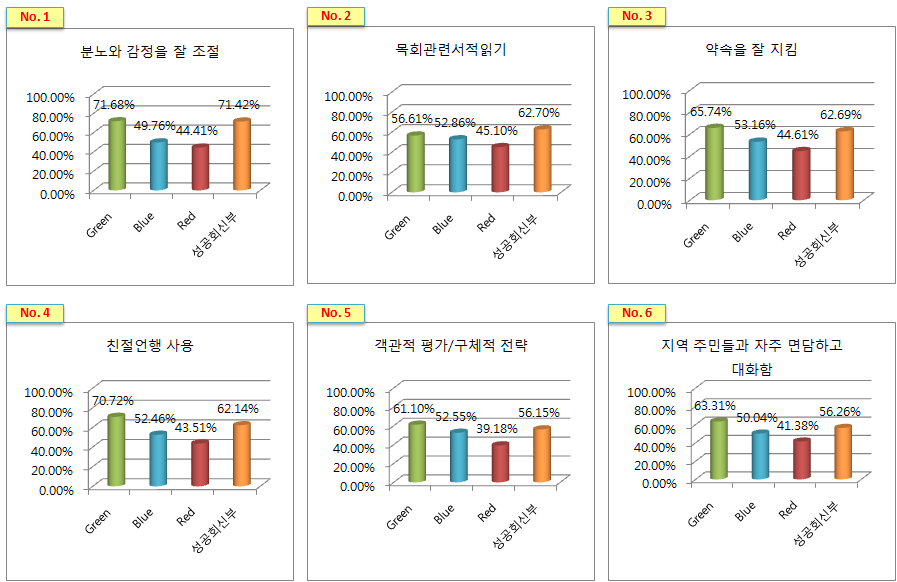 No. 1
분노와 감정을 잘 조절
100.00%
80.00%
60.00%
40.00%
20.00%
0.00%
71.68%
49.76%
44.41%
71.42%
Green
Blue
Red
성공회신부
No. 2
목회관련서적읽기
100.00%
80.00%
60.00%
40.00%
20.00%
0.00%
56.61%
52.86%
45.10%
62.70%
Green
Blue
Red
성공회신부
No. 3
약속을 잘 지킴
100.00%
80.00%
60.00%
40.00%
20.00%
0.00%
65.74%
53.16%
44.61%
62.69%
Green
Blue
Red
성공회신부
No. 4
친절언행 사용
100.00%
80.00%
60.00%
40.00%
20.00%
0.00%
70.72%
52.46%
43.51%
62.14%
Green
Blue
Red
성공회신부
No. 5
객관적 평가/구체적 전략
100.00%
80.00%
60.00%
40.00%
20.00%
0.00%
61.10%
52.55%
39.18%
56.15%
Green
Blue
Red
성공회신부
No. 6
지역 주민들과 자주 면담하고
대화함
100.00%
80.00%
60.00%
40.00%
20.00%
0.00%
63.31%
50.04%
41.38%
56.26%
Green
Blue
Red
성공회신부